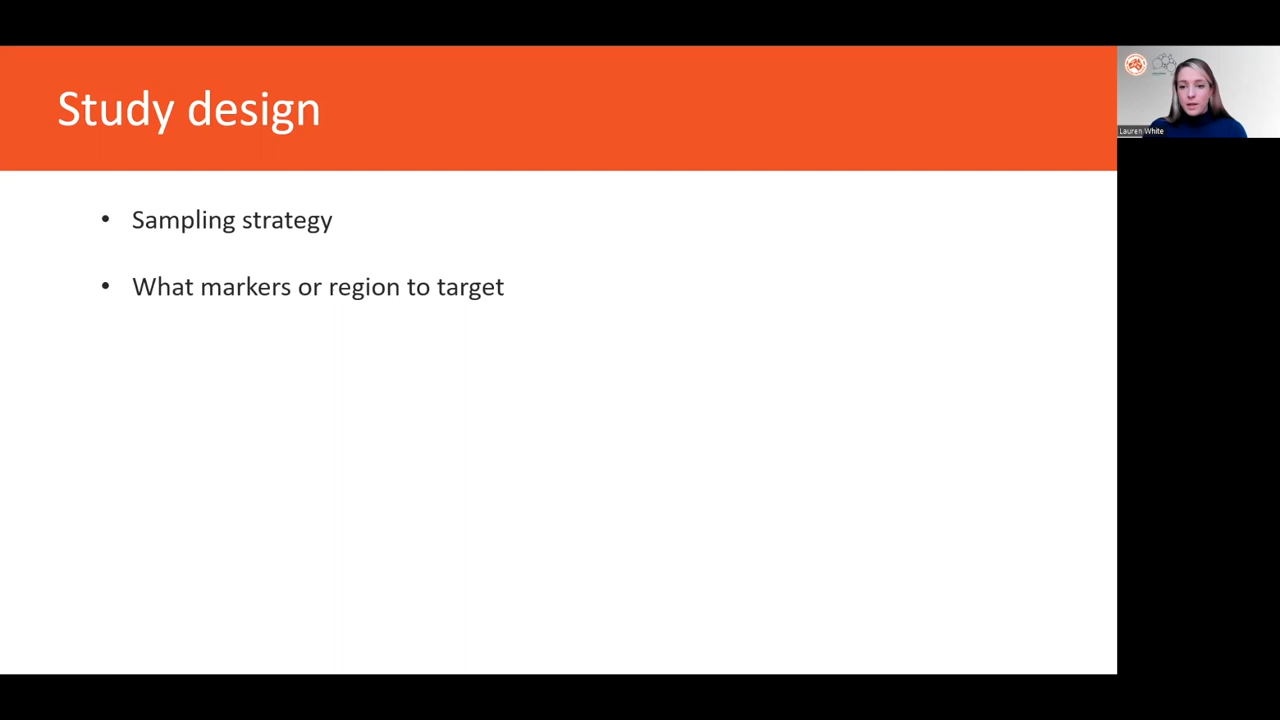 Study design
• Sampling strategy
• What markers or region to target
Lauren White